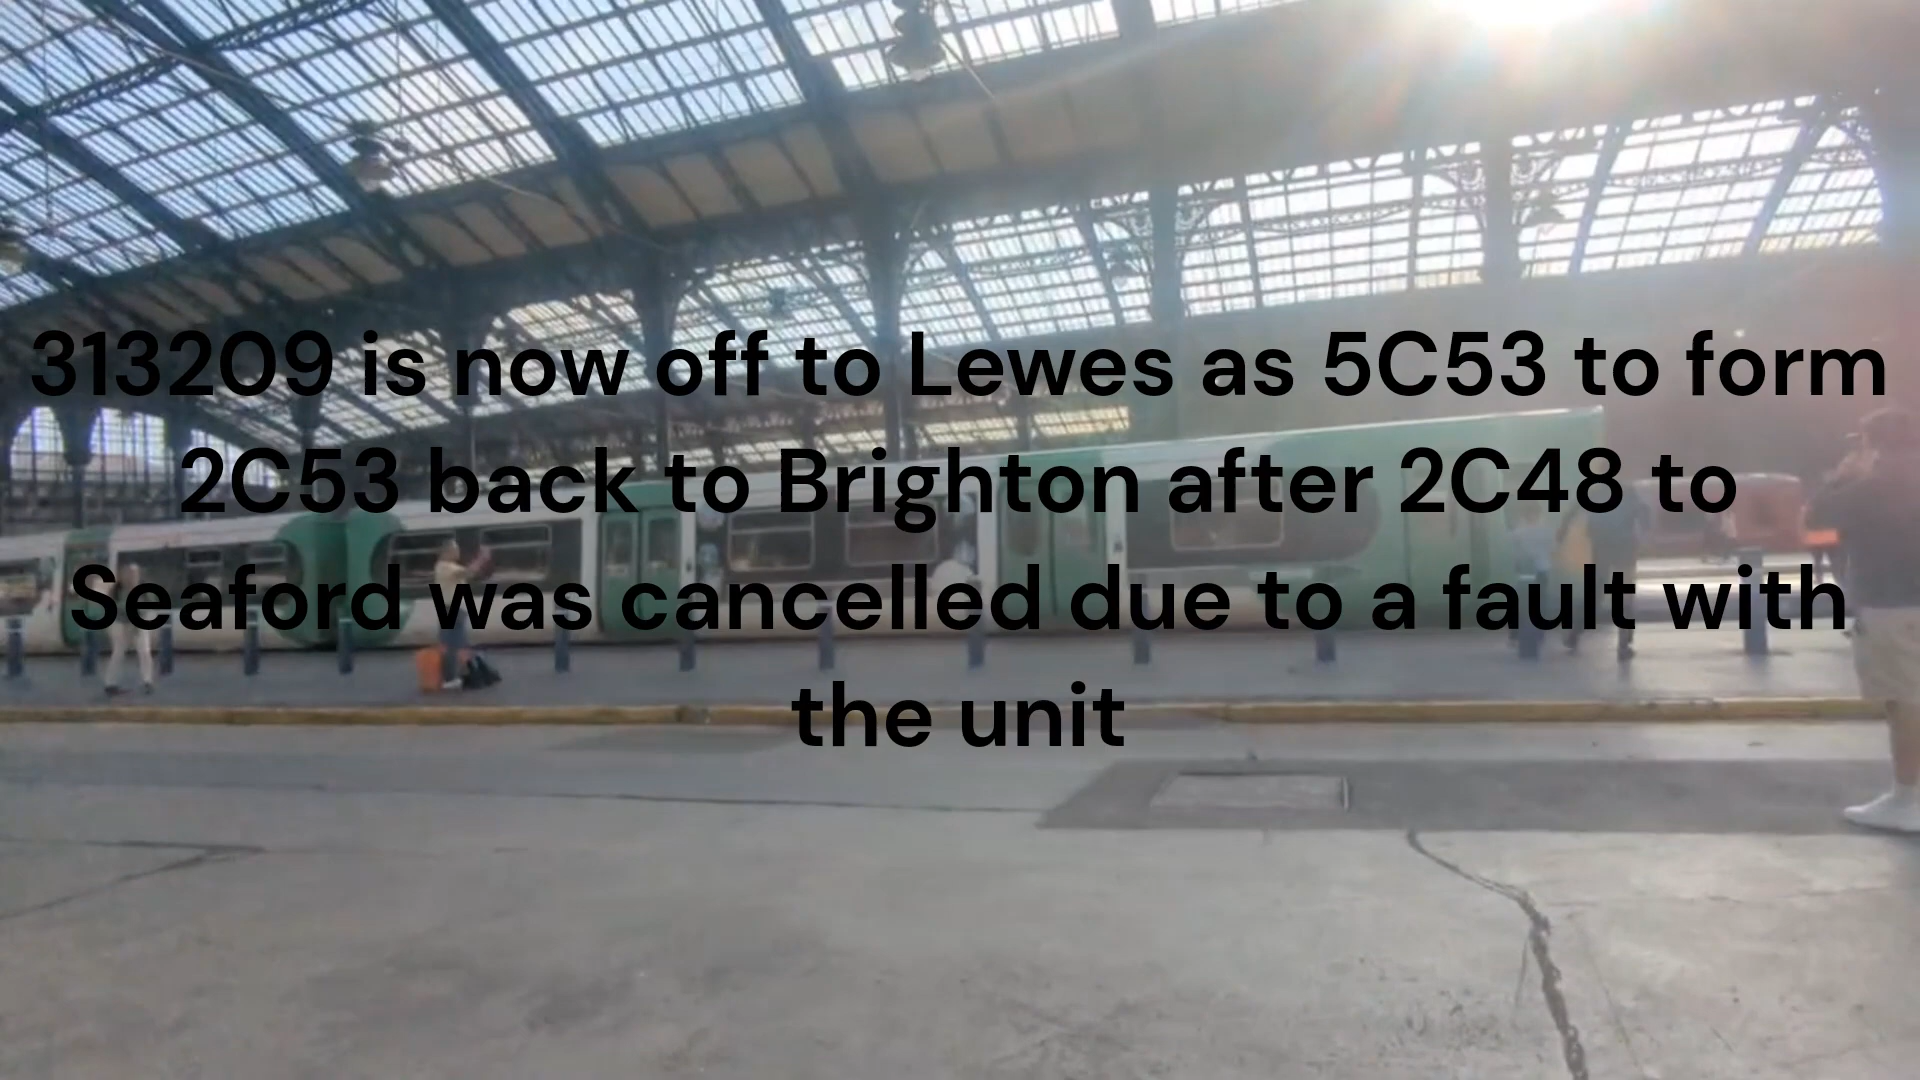 313209 is now off to Lewes as 5C53 to form
2C53 back to Brighton after 2C48 to
Seaford was cancelled due to a fault with
the unit